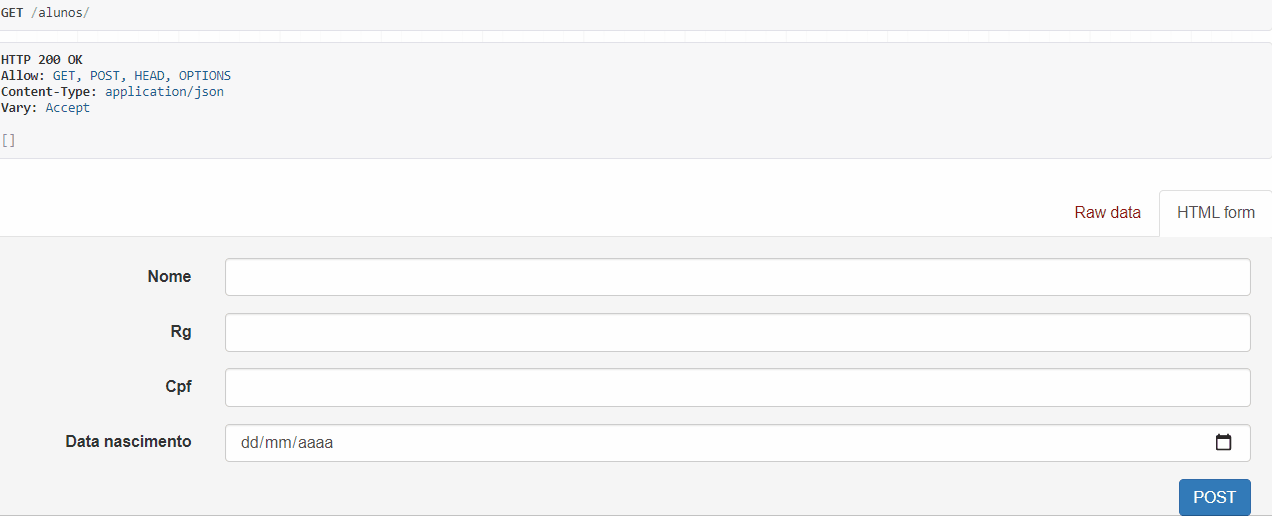 GET /alunos/
HTTP 200 OK
Allow: GET, POST, HEAD, OPTIONS
Content-Type: application/json
Vary: Accept
[]
Raw data
HTML form
Nome
Rg
Cpf
Data nascimento dd/mm/aaaa
POST